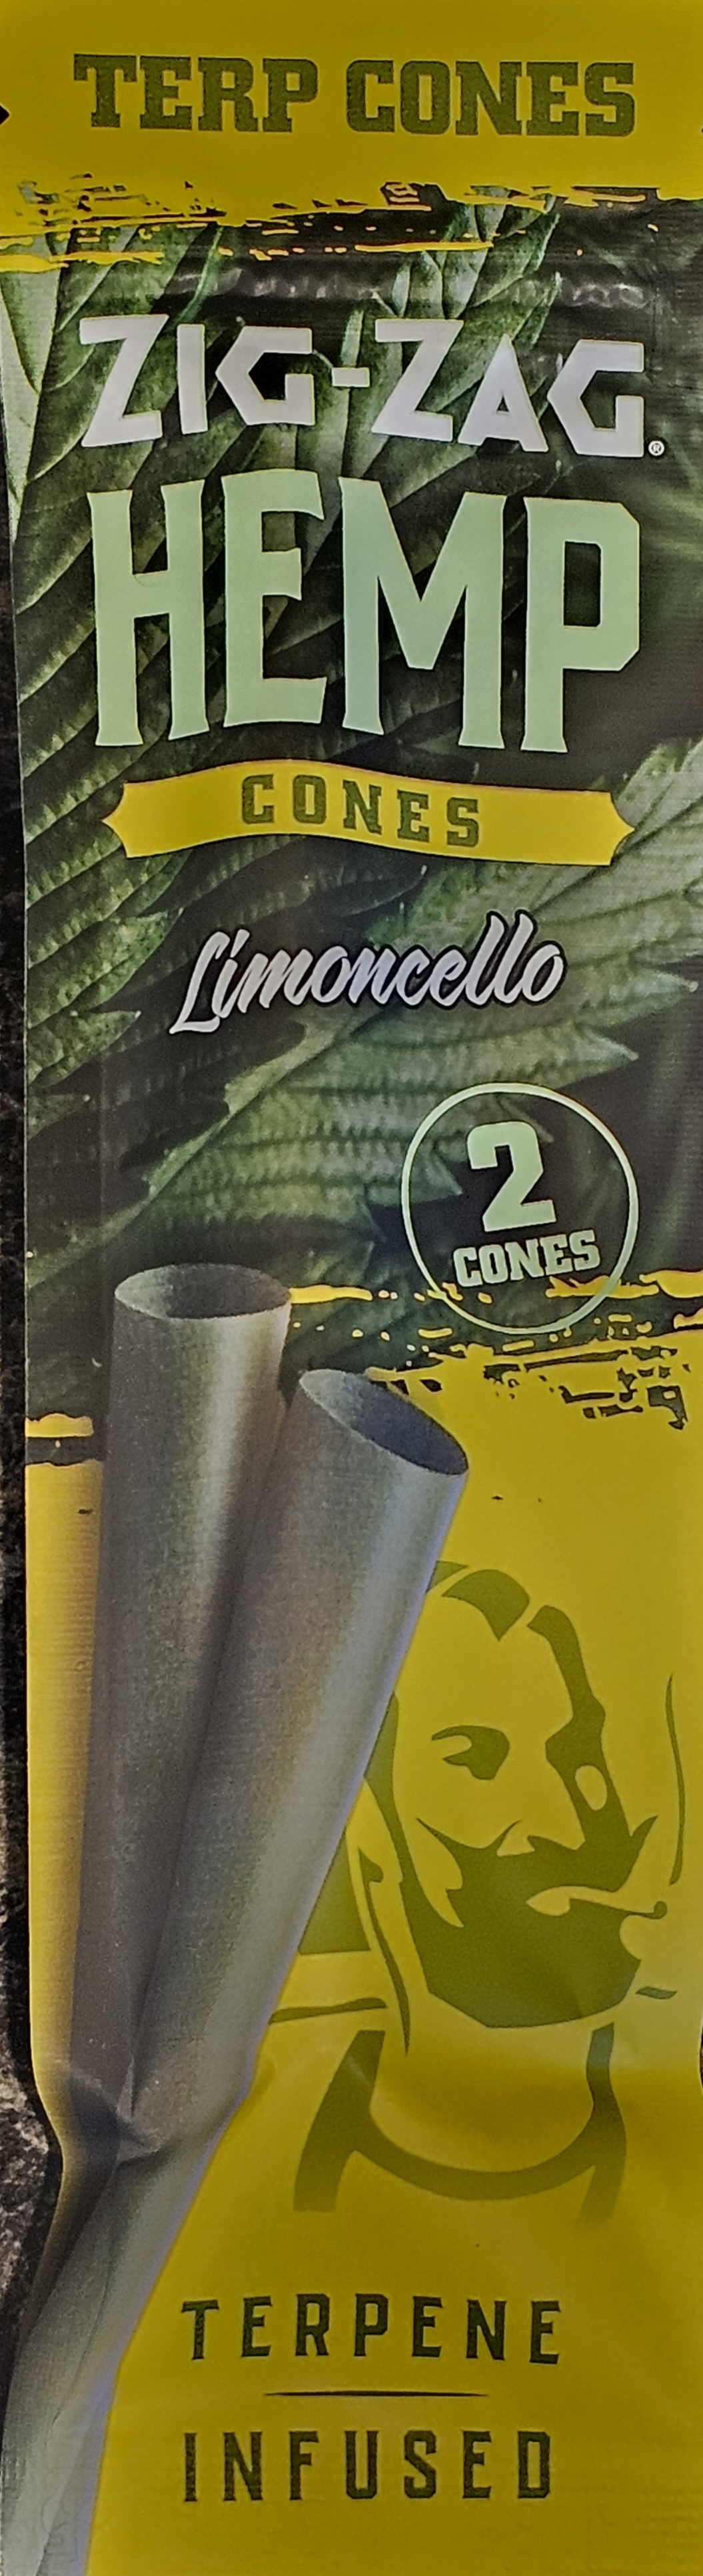 TERP CONES
ZIG-ZAG®
HEMP
CONES
Limoncello
2
CONES
TERPENE
INFUSED